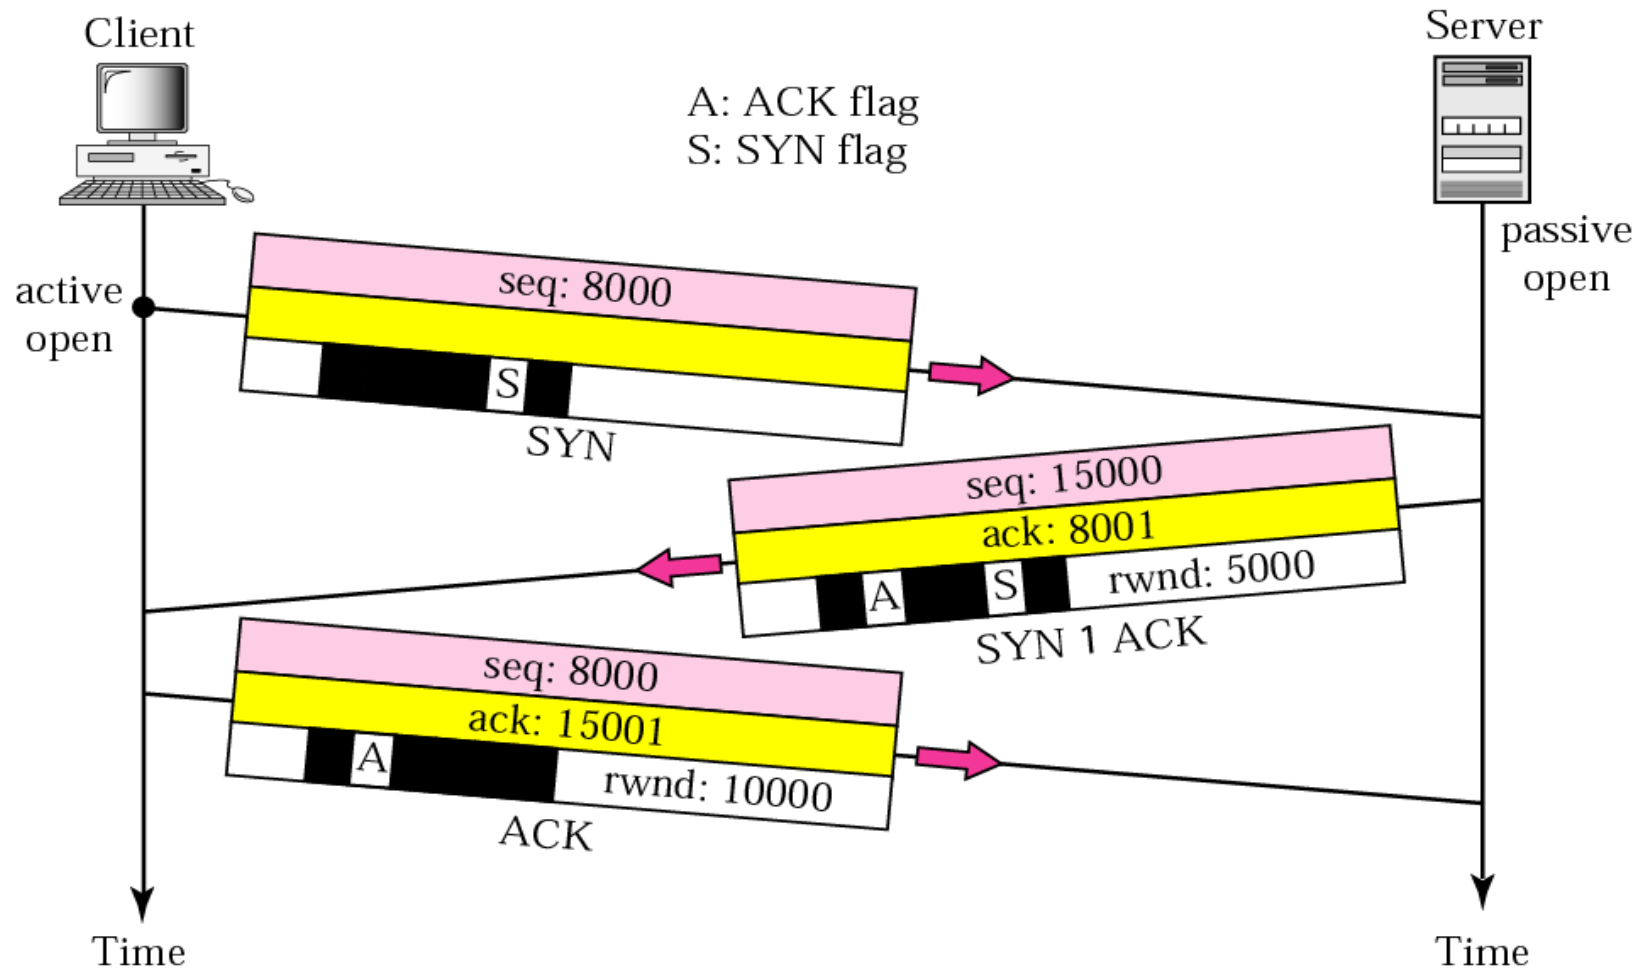 Client
Server
A: ACK flag
S: SYN flag
passive
open
active
open
seq: 8000
S
SYN
seq: 15000
ack: 8001
A
S
rwnd: 5000
SYN 1 ACK
seq: 8000
ack: 15001
A
rwnd: 10000
ACK
Time
Time